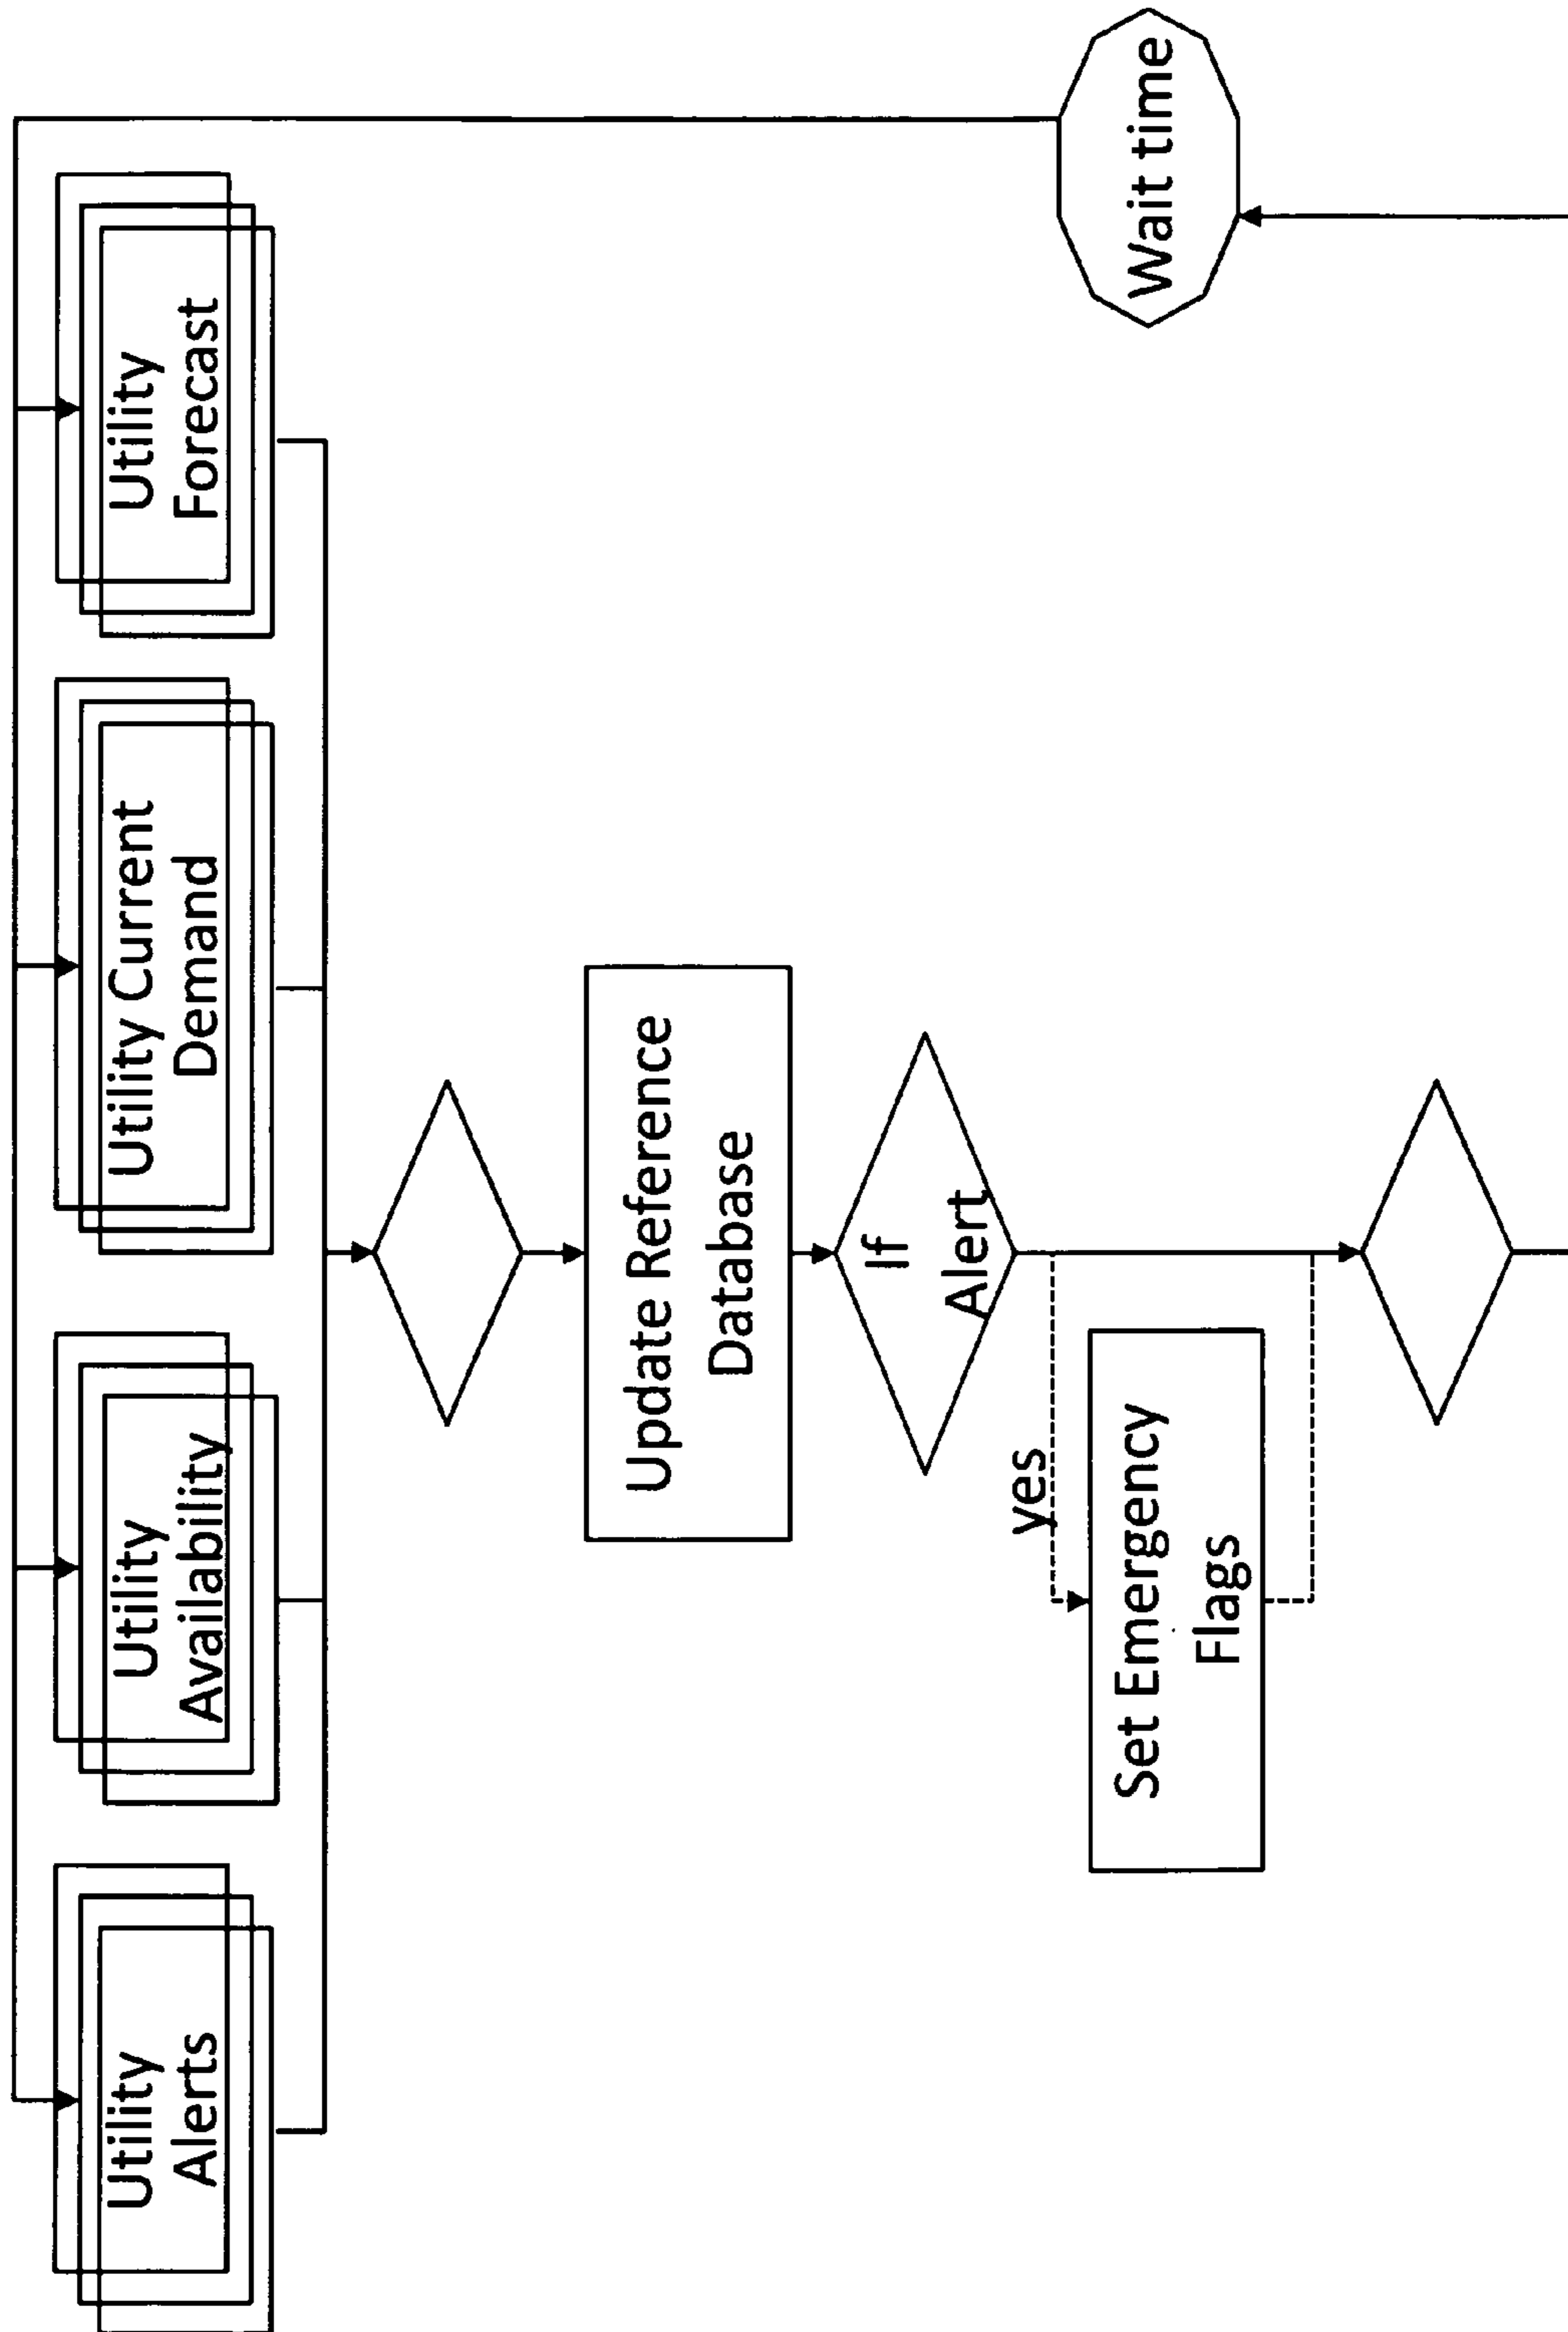 Utility
Alerts
Utility
Availability
Utility Current
Demand
Utility
Forecast
Update Reference
Database
If
Alert
yes
Set Emergency
Flags
Wait time